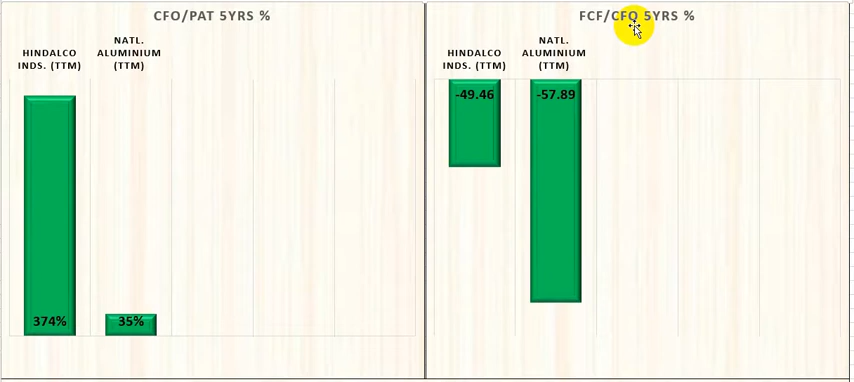 CFO/PAT 5YRS %
HINDALCO
INDS. (TTM)
NATL.
ALUMINIUM
(TTM)
374%
35%
FCF/CFO 5YRS %
HINDALCO
INDS. (TTM)
NATL.
ALUMINIUM
(TTM)
-49.46
-57.89